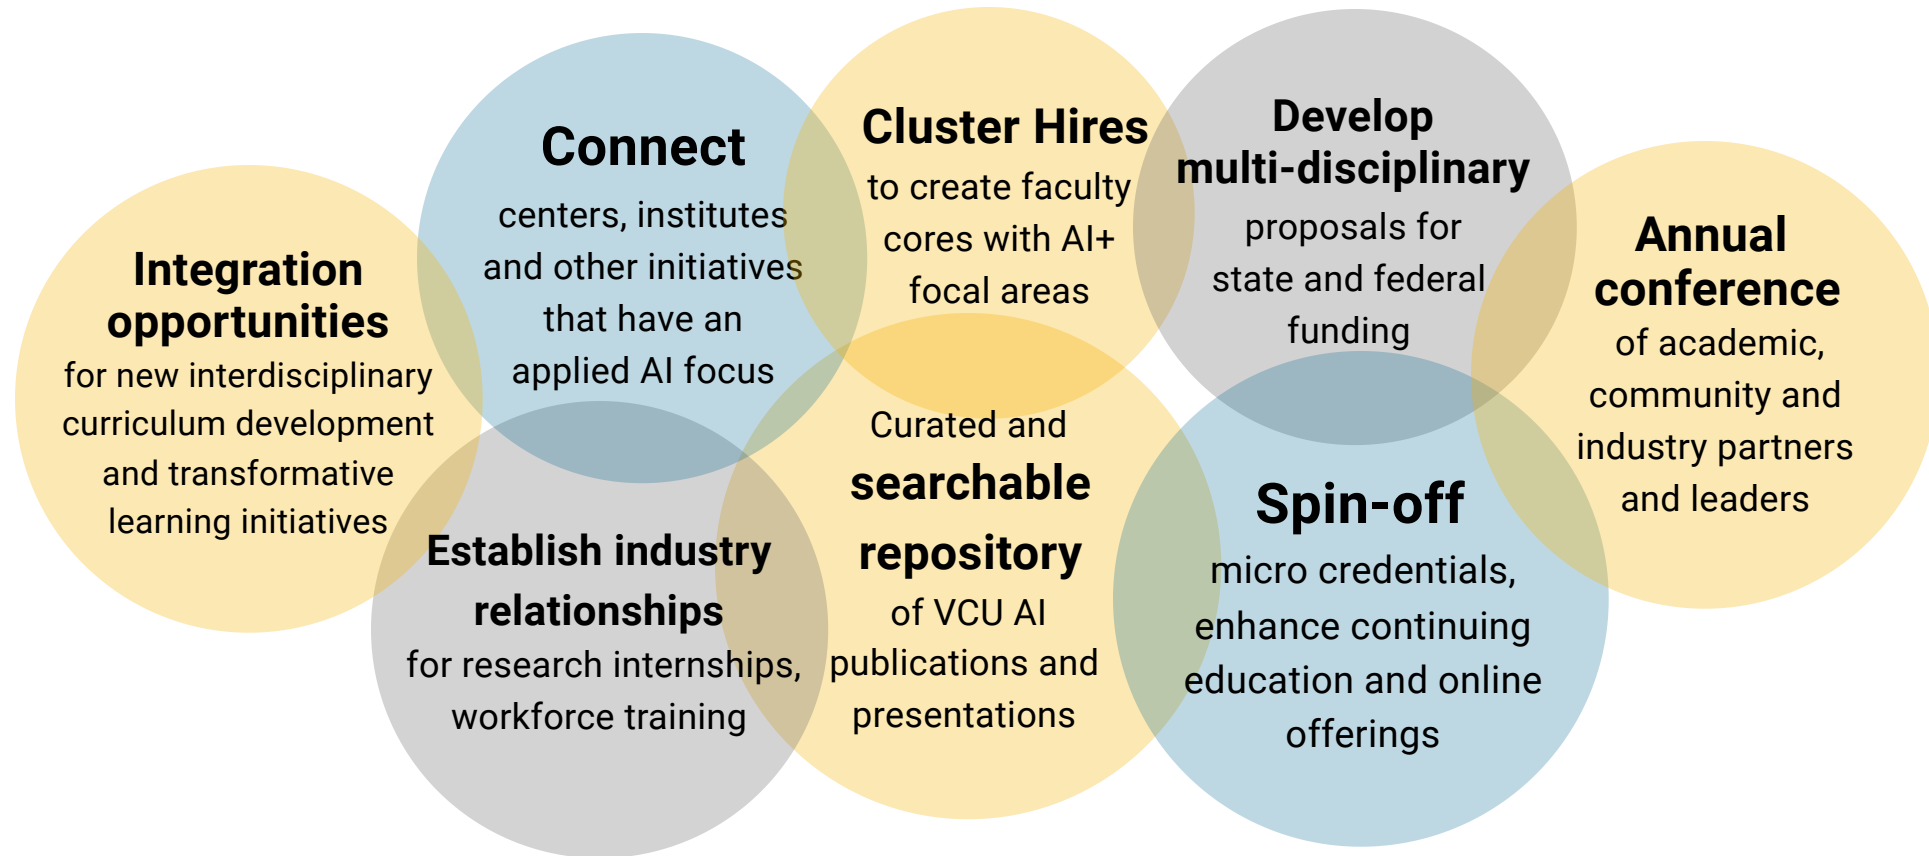 Integration
opportunities
for new interdisciplinary
curriculum development
and transformative
learning initiatives
Connect
centers, institutes
and other initiatives
that have an
applied AI focus
Establish industry
relationships
for research internships,
workforce training
Cluster Hires
to create faculty
cores with AI+
focal areas
Curated and
searchable
repository
of VCU AI
publications and
presentations
Develop
multi-disciplinary
proposals for
state and federal
funding
Spin-off
micro credentials,
enhance continuing
education and online
offerings
Annual
conference
of academic,
community and
industry partners
and leaders